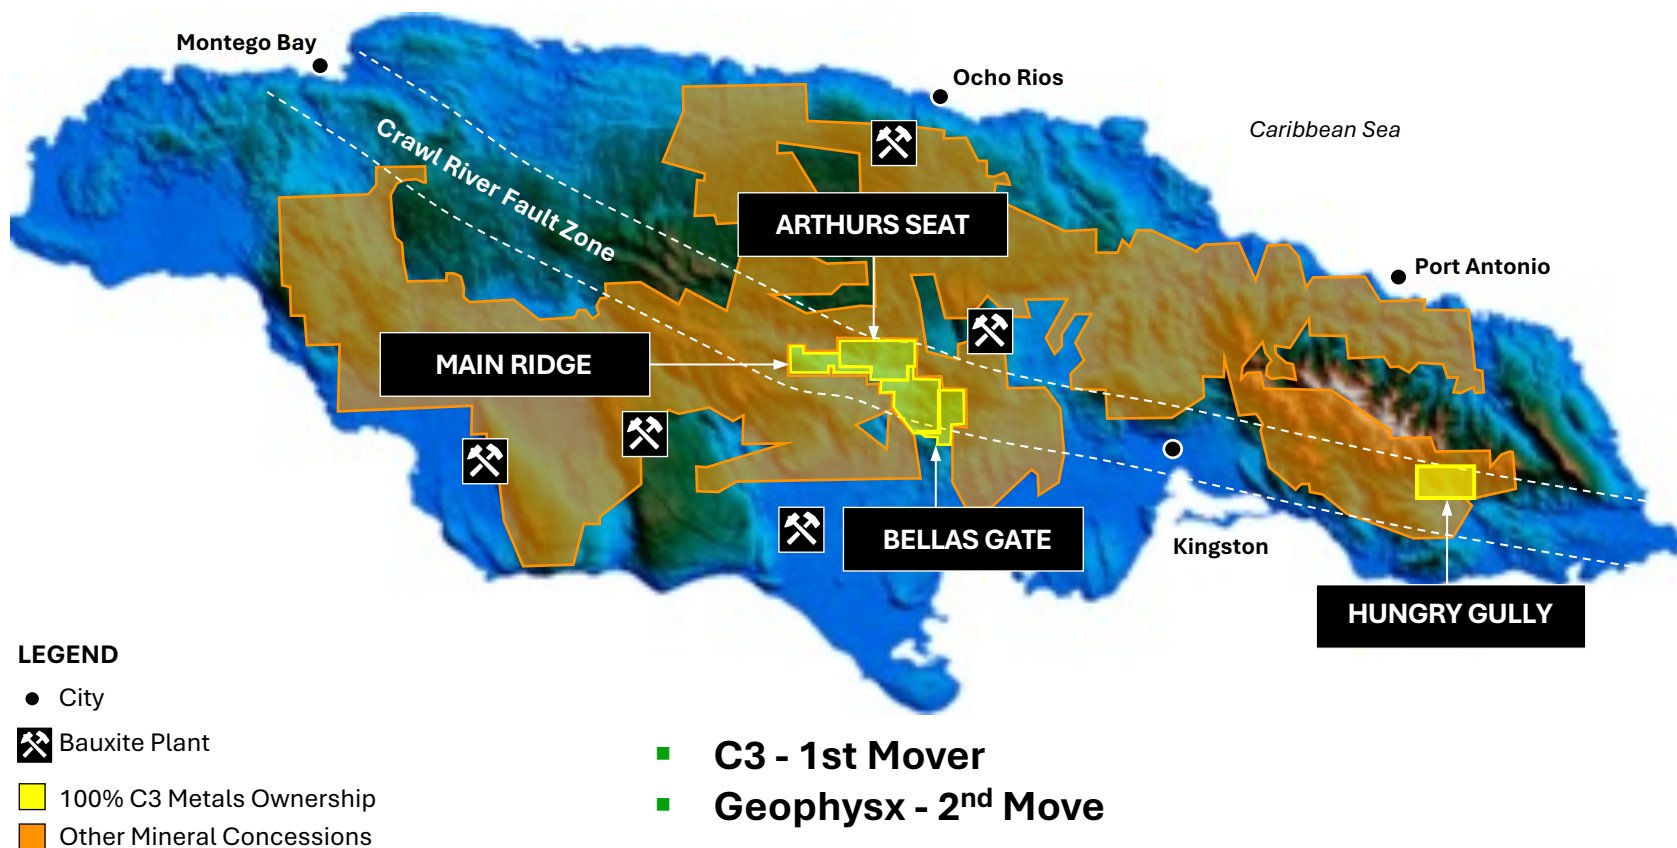 Montego Bay
Ocho Rios
Caribbean Sea
Crawl River Fault Zone
ARTHURS SEAT
Port Antonio
MAIN RIDGE
BELLAS GATE
Kingston
HUNGRY GULLY
LEGEND
City
Bauxite Plant
100% C3 Metals Ownership
Other Mineral Concessions
▪ C3 - 1st Mover
▪ Geophysx - 2nd Move